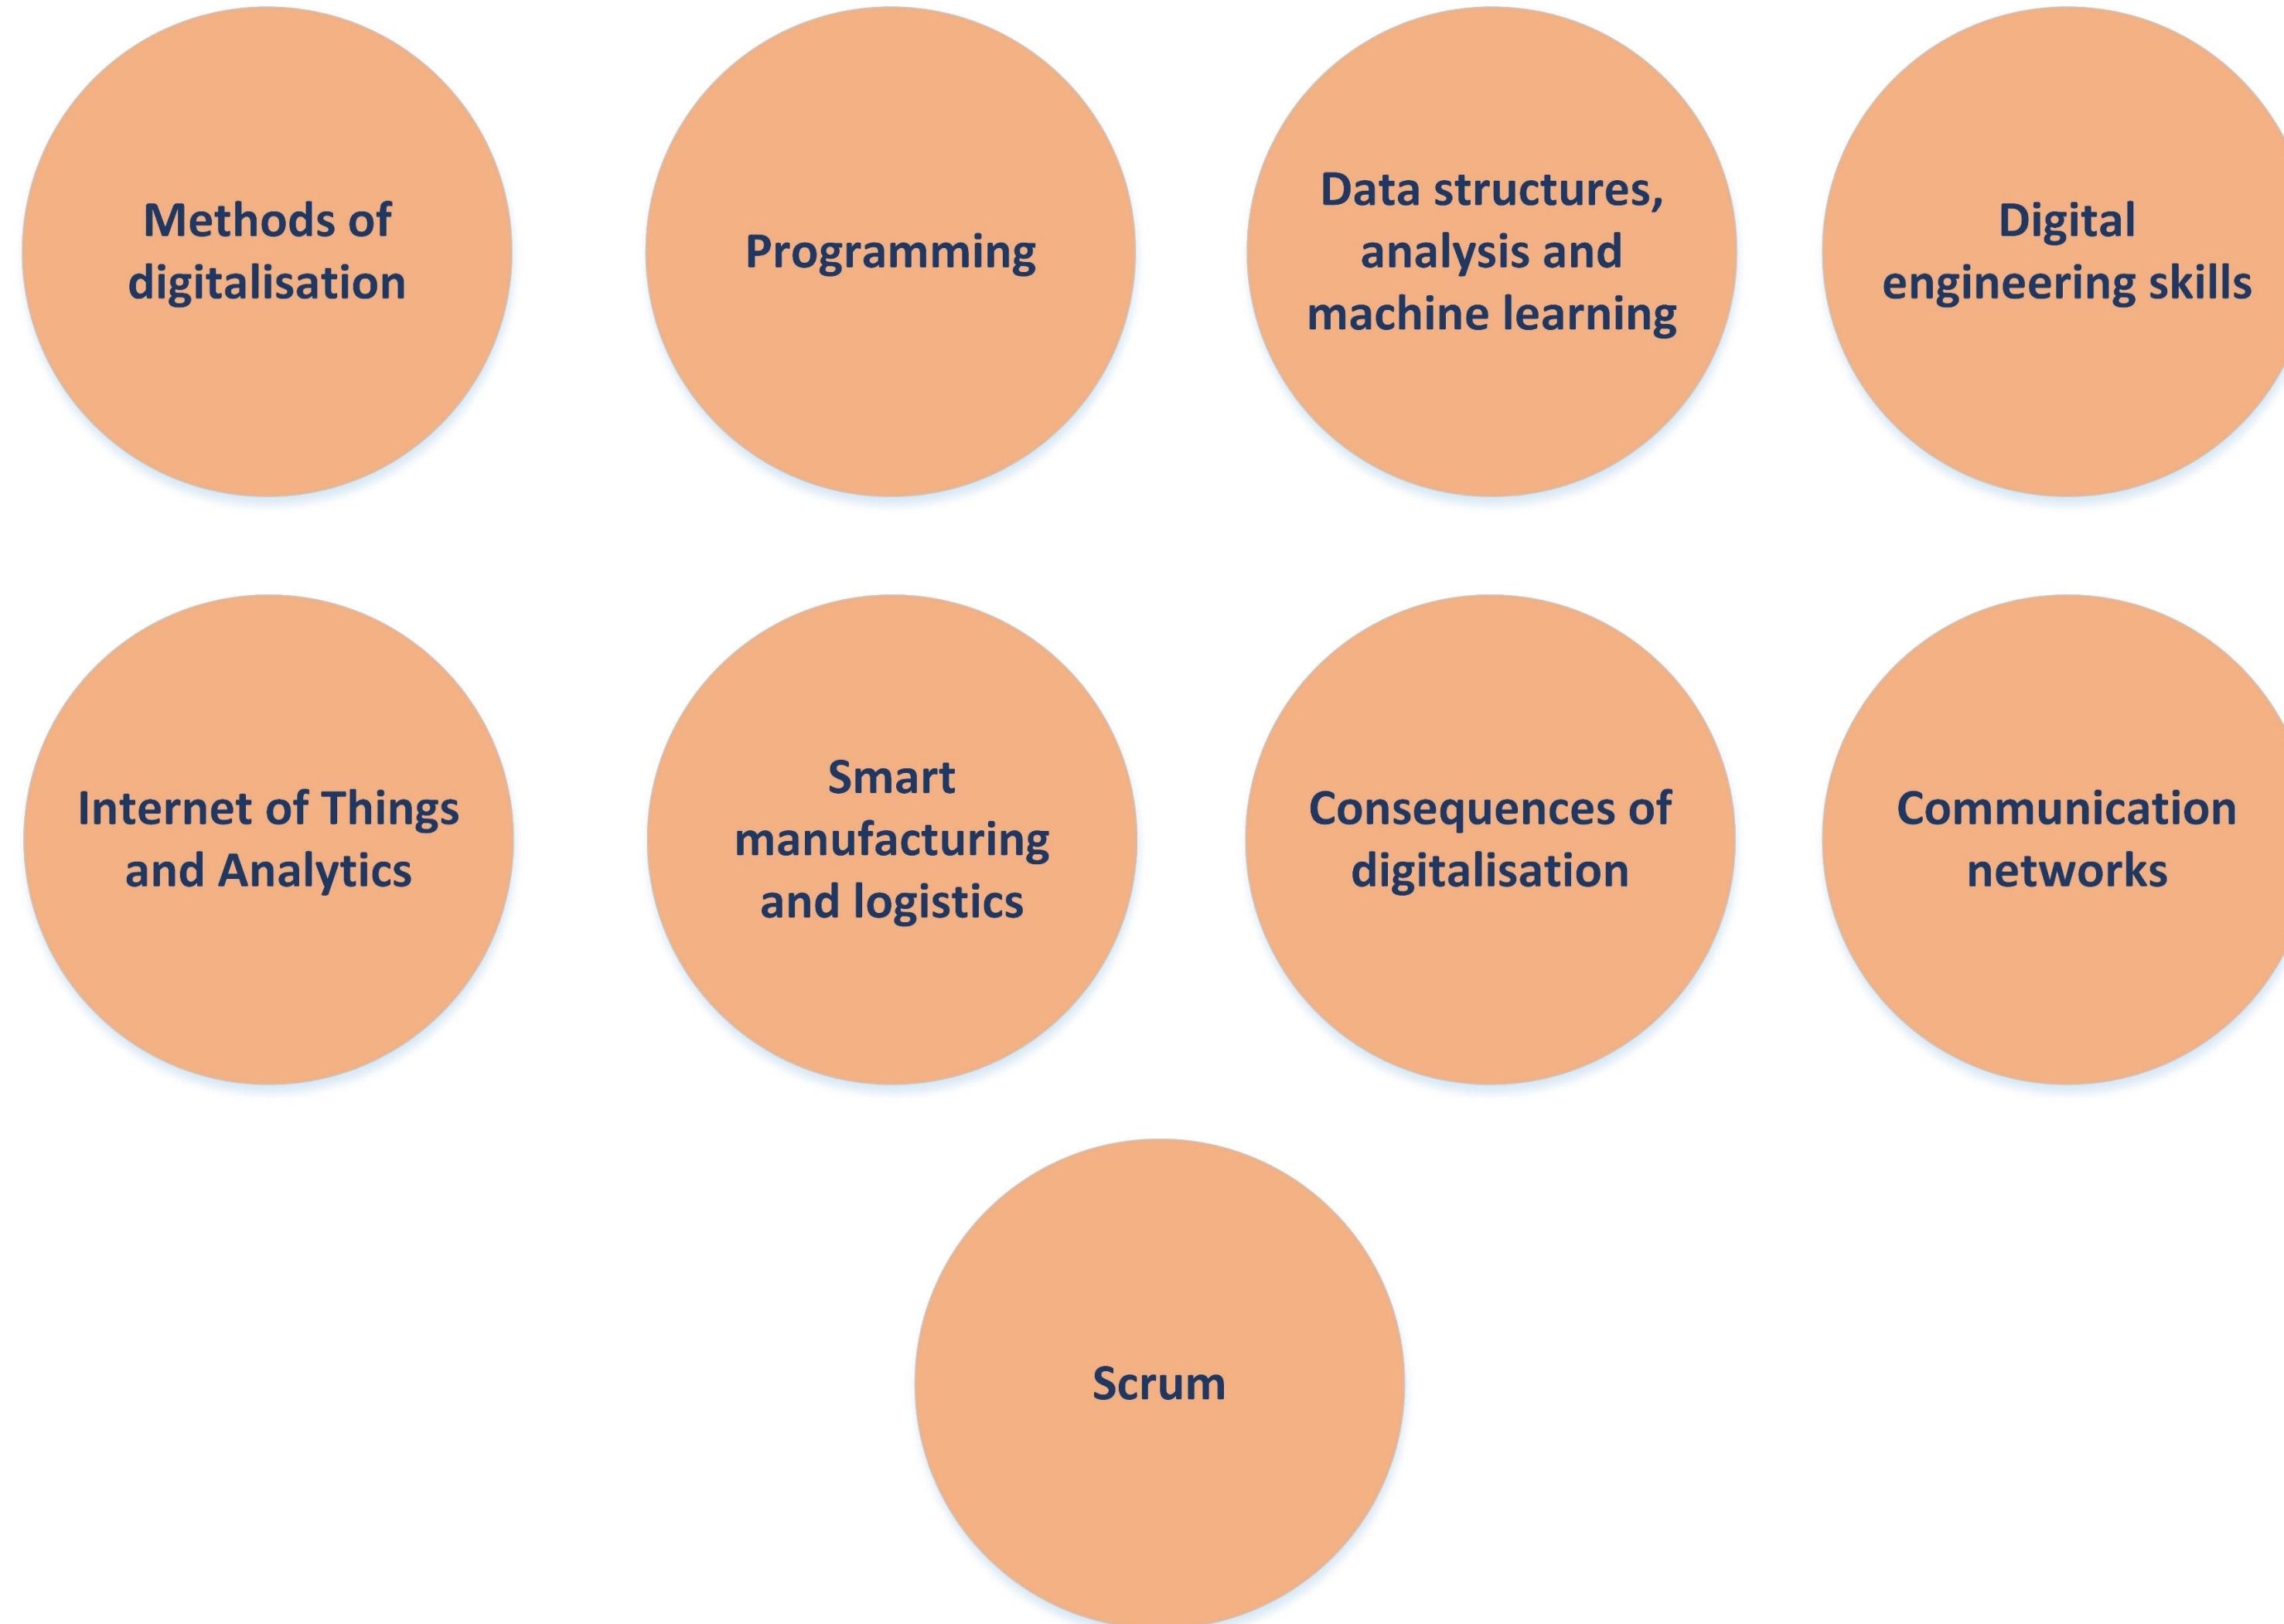 Methods of
digitalisation
Programming
Data structures,
analysis and
machine learning
Digital
engineering skills
Internet of Things
and Analytics
Smart
manufacturing
and logistics
Consequences of
digitalisation
Communication
networks
Scrum